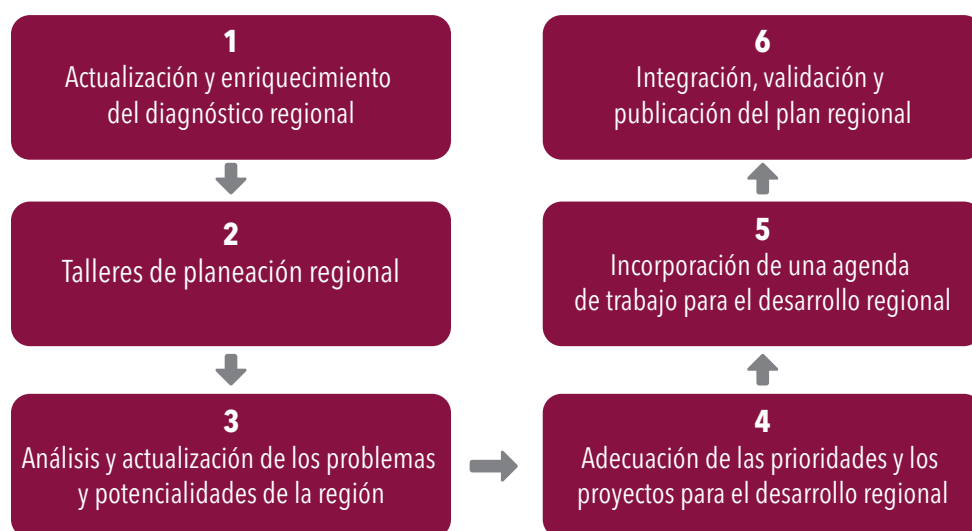 1
Actualización y enriquecimiento
del diagnóstico regional
2
Talleres de planeación regional
3
Análisis y actualización de los problemas
y potencialidades de la región
4
Adecuación de las prioridades y los
proyectos para el desarrollo regional
5
Incorporación de una agenda
de trabajo para el desarrollo regional
6
Integración, validación y
publicación del plan regional